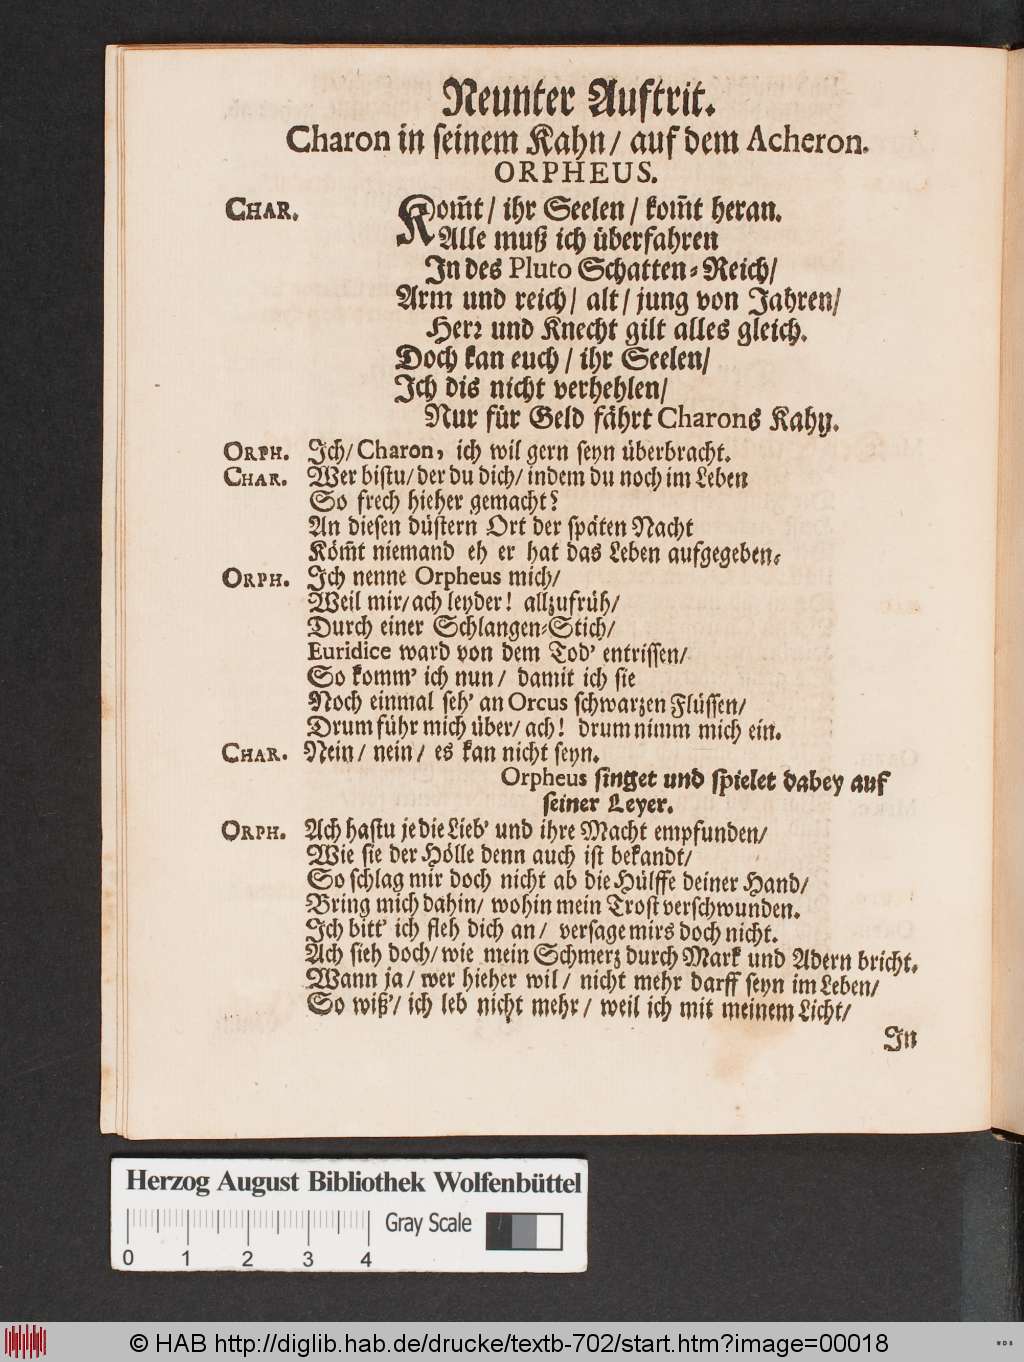 Neunter Auftrit.
Charon in seinem Kahn/ auf dem Acheron.
ORPHEUS.
CHAR. Kom̃t/ ihr Seelen/ kom̃t heran.
Alle muß ich überfahren
In des Pluto Schatten-Reich/
Arm und reich/ alt/ jung von Jahren/
Herr und Knecht gilt alles gleich.
Doch kan euch/ ihr Seelen/
Ich dis nicht verhehlen/
Nur für Geld fährt Charons Kahn.
ORPH. Ich/ Charon, ich wil gern seyn überbracht.
CHAR. Wer bistu/ der du dich/ indem du noch im Leben
So frech hieher gemacht?
An diesen düstern Ort der späten Nacht
Köm̃t niemand eh er hat das Leben aufgegeben.
ORPH. Ich nenne Orpheus mich/
Weil mir/ ach leyder! allzufrüh/
Durch einer Schlangen-Stich/
Euridice ward von dem Tod' entrissen/
So komm' ich nun/ damit ich sie
Noch einmal seh' an Orcus schwarzen Flüssen/
Drum führ mich über/ ach! drum nimm mich ein.
CHAR. Nein/ nein/ es kan nicht seyn.
Orpheus singet und spielet dabey auf
seiner Leyer.
ORPH. Ach hastu je die Lieb' und ihre Macht empfunden/
Wie sie der Hölle denn auch ist bekandt/
So schlag mir doch nicht ab die Hülffe deiner Hand/
Bring mich dahin/ wohin mein Trost verschwunden.
Ich bitt' ich fleh dich an/ versage mirs doch nicht.
Ach sieh doch/ wie mein Schmerz durch Mark und Adern bricht.
Wann ja/ wer hieher wil/ nicht mehr darff seyn im Leben/
So wiß'/ ich leb nicht mehr/ weil ich mit meinem Licht/
In
Herzog August Bibliothek Wolfenbüttel
Gray Scale
0 1 2 3 4
© HAB http://diglib.hab.de/drucke/textb-702/start.htm?image=00018